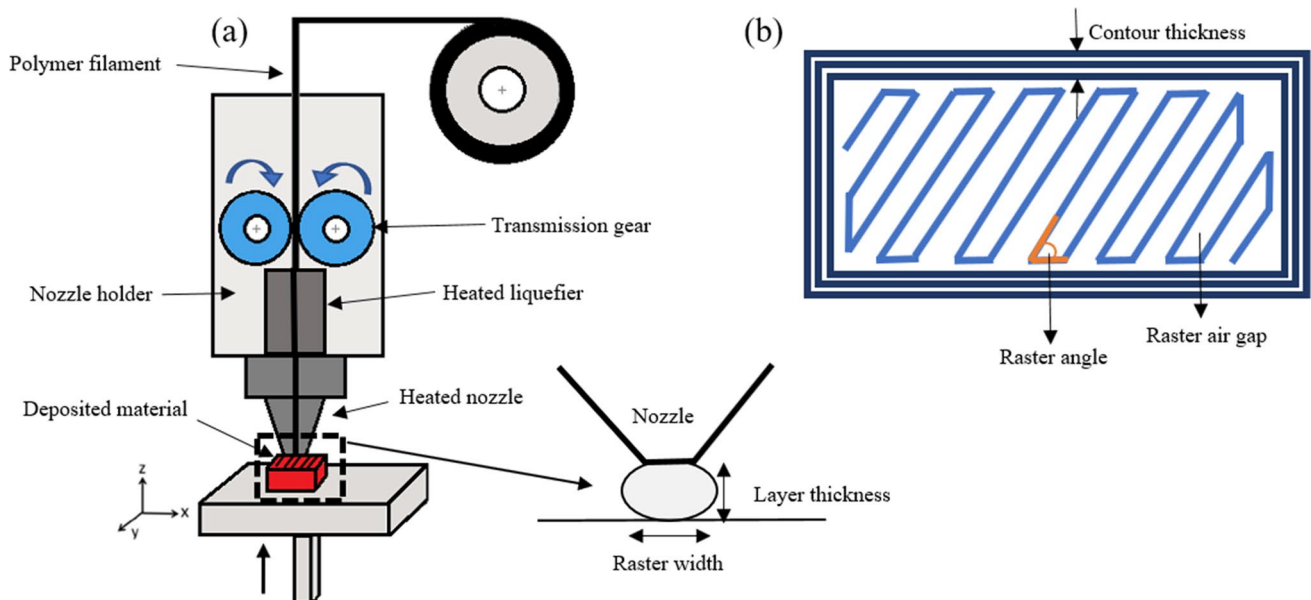 (a)
Polymer filament
Transmission gear
Nozzle holder
Heated liquefier
Deposited material
Heated nozzle
z
x
y
Nozzle
Layer thickness
Raster width
(b)
Contour thickness
Raster air gap
Raster angle